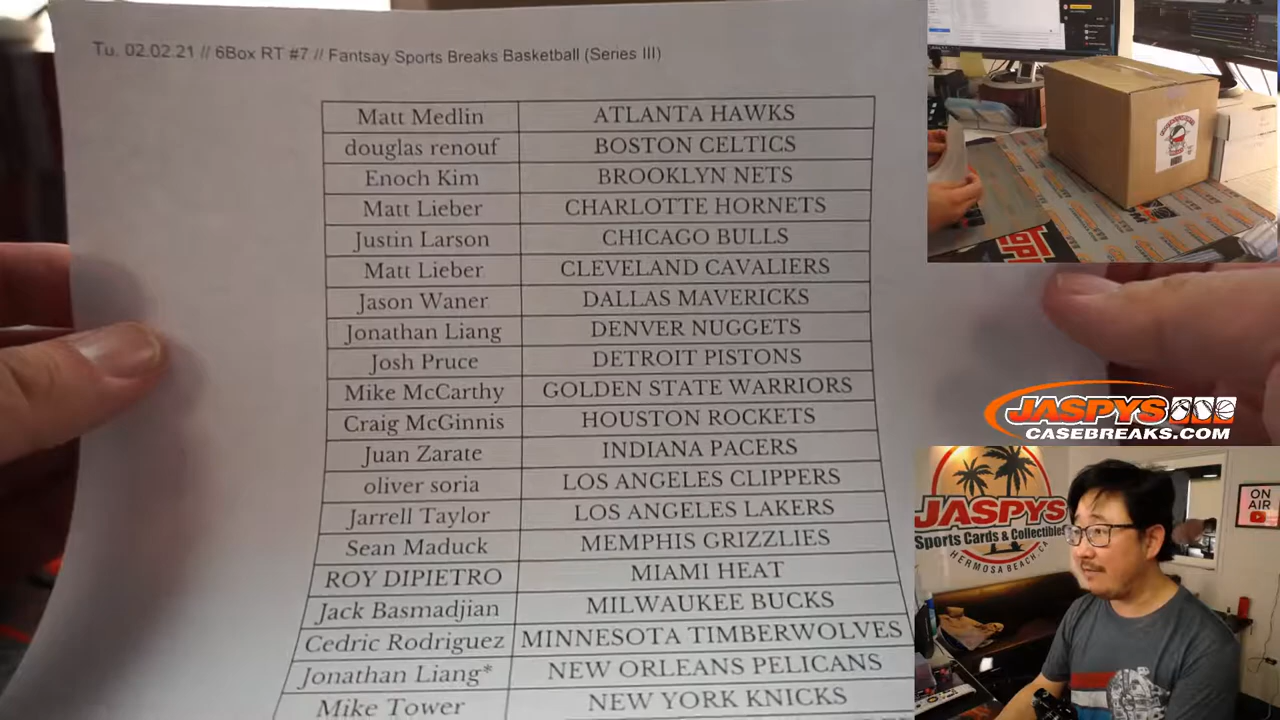 Tu. 02.02.21 // 6Box RT #7 // Fantsay Sports Breaks Basketball (Series III)
Matt Medlin ATLANTA HAWKS
douglas renouf BOSTON CELTICS
Enoch Kim BROOKLYN NETS
Matt Lieber CHARLOTTE HORNETS
Justin Larson CHICAGO BULLS
Matt Lieber CLEVELAND CAVALIERS
Jason Waner DALLAS MAVERICKS
Jonathan Liang DENVER NUGGETS
Josh Pruce DETROIT PISTONS
Mike McCarthy GOLDEN STATE WARRIORS
Craig McGinnis HOUSTON ROCKETS
Juan Zarate INDIANA PACERS
oliver soria LOS ANGELES CLIPPERS
Jarrell Taylor LOS ANGELES LAKERS
Sean Maduck MEMPHIS GRIZZLIES
ROY DIPIETRO MIAMI HEAT
Jack Basmadjian MILWAUKEE BUCKS
Cedric Rodriguez MINNESOTA TIMBERWOLVES
Jonathan Liang* NEW ORLEANS PELICANS
Mike Tower NEW YORK KNICKS
JASPYS
CASEBREAKS.COM
JASPYS
Sports Cards & Collectibles
HERMOSA BEACH, CA
ON
AIR